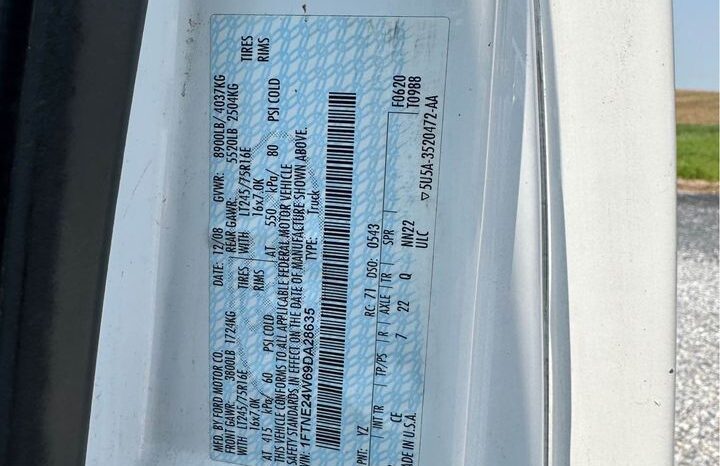 MFD. BY FORD MOTOR CO. DATE: 12/08 GVWR: 8900LB/ 4037KG
FRONT GAWR: 3800LB 1724KG REAR GAWR: 5520LB 2504KG
LT245/75R16E TIRES WITH LT245/75R16E TIRES
16x7.0K RIMS 16x7.0K RIMS
AT 415 kPa/ 60 PSI COLD AT 550 kPa/ 80 PSI COLD
THIS VEHICLE CONFORMS TO ALL APPLICABLE FEDERAL MOTOR VEHICLE
SAFETY STANDARDS IN EFFECT ON THE DATE OF MANUFACTURE SHOWN ABOVE.
VIN: 1FTNE24W69DA28635 TYPE: Truck
F0620
T0988
EXT PNT: YZ RC: 71 DSO: 0543
INT TR TP/PS R AXLE TR SPR
CE 7 22 Q NN22
MADE IN U.S.A. ULC
▽5U5A-3520472-AA